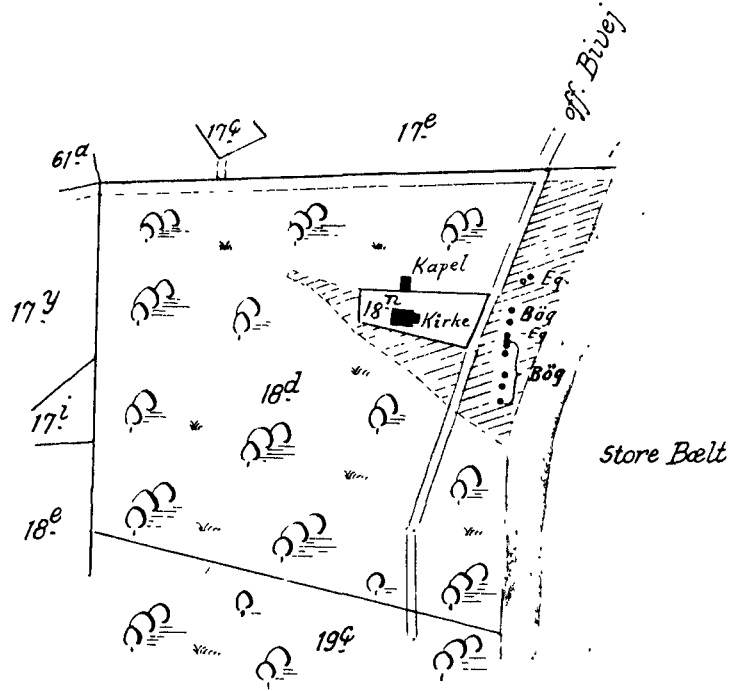 off. Bivej
17c
17e
61a
Kapel
Eg.
17y
18n
Kirke
Bög
Eg
Bög
18d
17i
Store Bælt
18e
19c